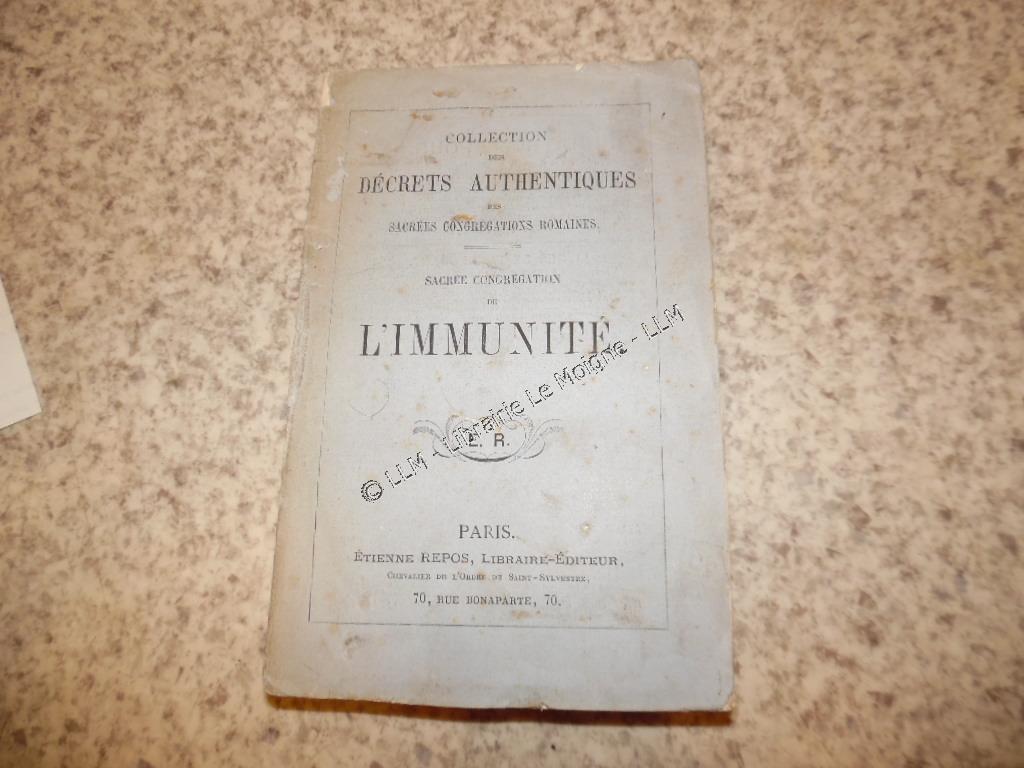 COLLECTION
DES
DÉCRETS AUTHENTIQUES
DES
SACRÉES CONGRÉGATIONS ROMAINES.
SACRÉE CONGRÉGATION
DE
L'IMMUNITÉ
© LLM - Librairie Le Moigne - LLM
E. R.
PARIS.
ÉTIENNE REPOS, LIBRAIRE-ÉDITEUR,
CHEVALIER DE L'ORDRE DE SAINT-SYLVESTRE,
70, RUE BONAPARTE, 70.